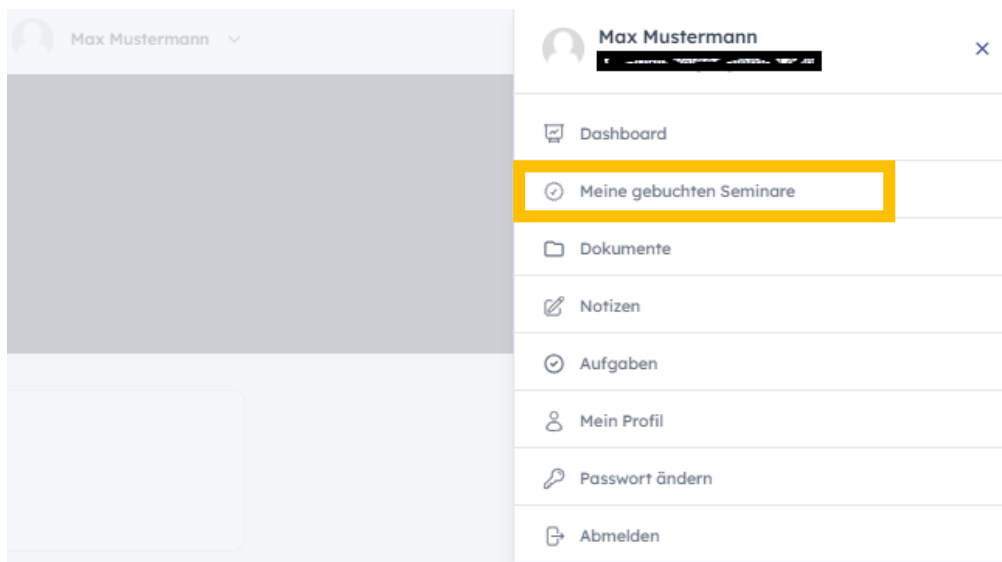 Max Mustermann
Max Mustermann
Dashboard
Meine gebuchten Seminare
Dokumente
Notizen
Aufgaben
Mein Profil
Passwort ändern
Abmelden